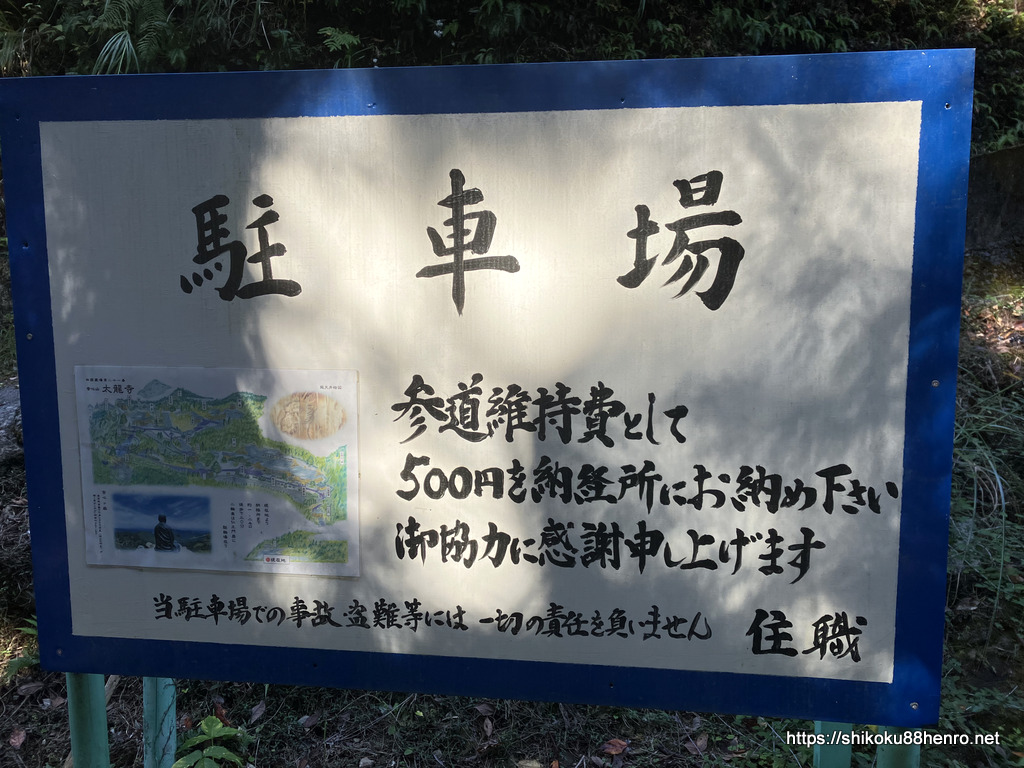 駐車場
太龍寺
参道維持費として
500円を納経所にお納め下さい
御協力に感謝申し上げます
当駐車場での事故、盗難等には一切の責任を負いません
住職
https://shikoku88henro.net